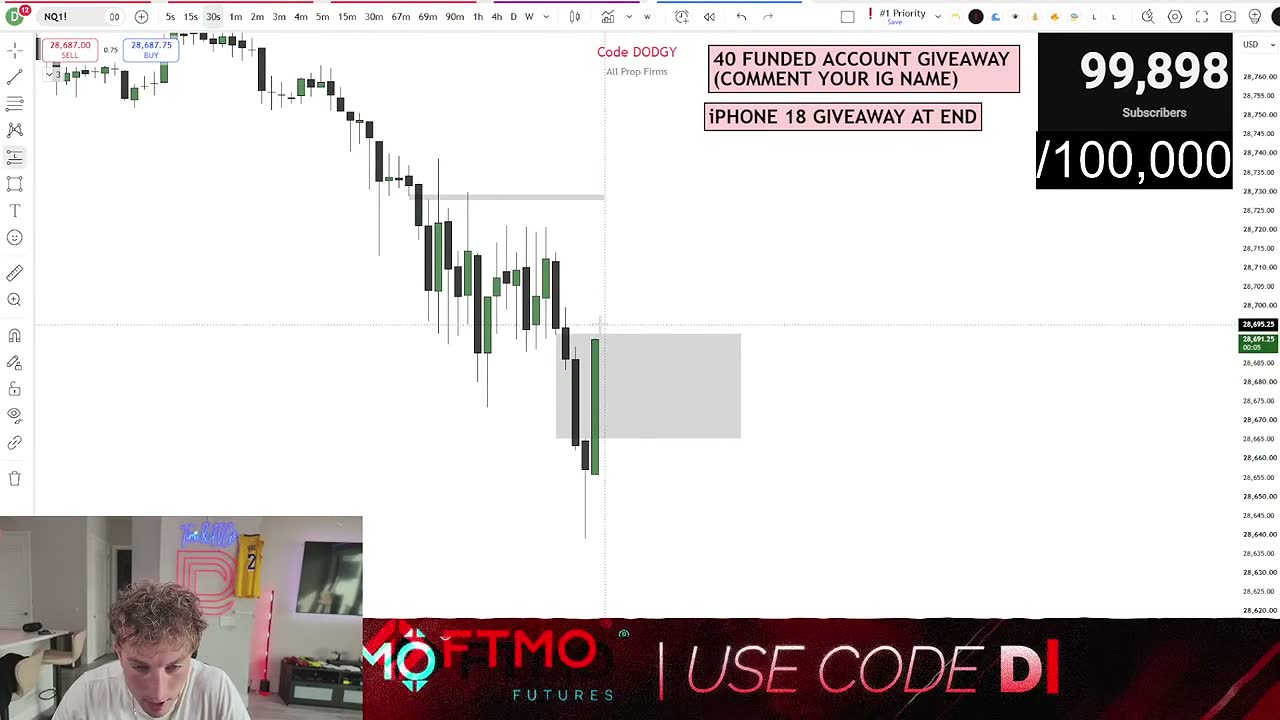 12
NQ1!
5s 15s 30s 1m 2m 3m 4m 5m 15m 30m 67m 69m 90m 1h 4h D W
w
#1 Priority
Save
L L
28,687.00
SELL
0.75
28,687.75
BUY
3
Code DODGY
All Prop Firms
40 FUNDED ACCOUNT GIVEAWAY
(COMMENT YOUR IG NAME)
iPHONE 18 GIVEAWAY AT END
99,898
Subscribers
/100,000
USD
28,760.00
28,755.00
28,750.00
28,745.00
28,740.00
28,735.00
28,730.00
28,725.00
28,720.00
28,715.00
28,710.00
28,705.00
28,700.00
28,695.25
28,691.25
00:05
28,685.00
28,680.00
28,675.00
28,670.00
28,665.00
28,660.00
28,655.00
28,650.00
28,645.00
28,640.00
28,635.00
28,630.00
28,625.00
28,620.00
2
FTMO
FUTURES
USE CODE D